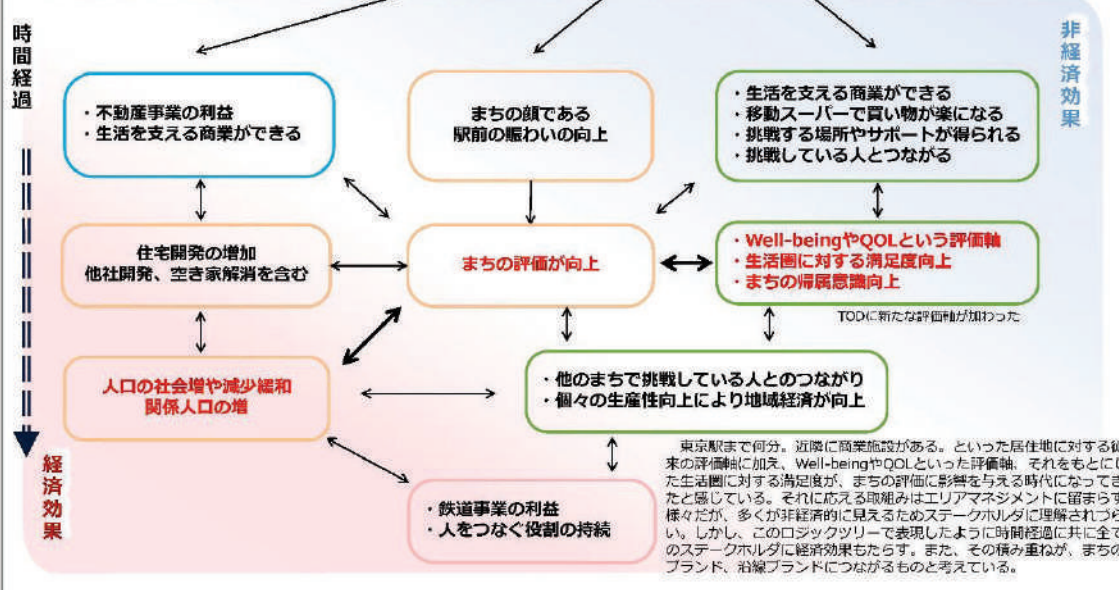 時間経過
非経済効果
・不動産事業の利益
・生活を支える商業ができる
まちの顔である
駅前の賑わいの向上
・生活を支える商業ができる
・移動スーパーで買い物が楽になる
・挑戦する場所やサポートが得られる
・挑戦している人とつながる
住宅開発の増加
他社開発、空き家解消を含む
まちの評価が向上
・Well-beingやQOLという評価軸
・生活圏に対する満足度向上
・まちの帰属意識向上
TODに新たな評価軸が加わった
人口の社会増や減少緩和
関係人口の増
・他のまちで挑戦している人とのつながり
・個々の生産性向上により地域経済が向上
経済効果
・鉄道事業の利益
・人をつなぐ役割の持続
東京駅まで何分。近隣に商業施設がある。といった居住地に対する従
来の評価軸に加え、Well-beingやQOLといった評価軸、それをもとにし
た生活圏に対する満足度が、まちの評価に影響を与える時代になってき
たと感じている。それに応える取組みはエリアマネジメントに留まらず
様々だが、多くが非経済的に見えるためステークホルダに理解されづら
い。しかし、このロジックツリーで表現したように時間経過に共に全て
のステークホルダに経済効果もたらす。また、その積み重ねが、まちの
ブランド、沿線ブランドにつながるものと考えている。